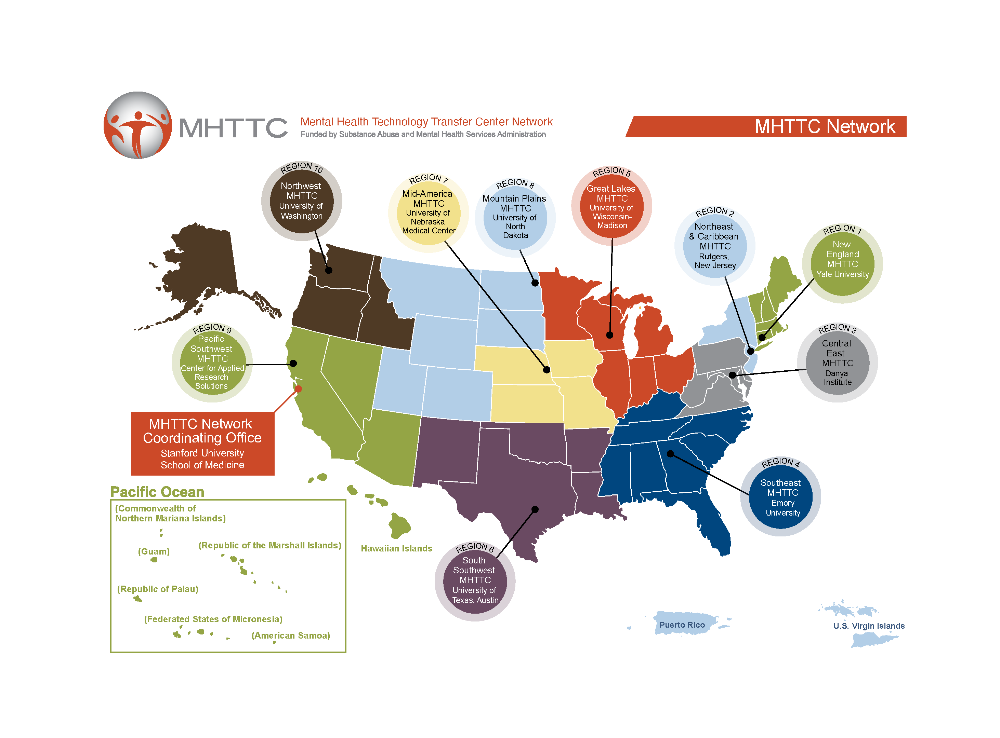 MHTTC
Mental Health Technology Transfer Center Network
Funded by Substance Abuse and Mental Health Services Administration
MHTTC Network
REGION 10
Northwest
MHTTC
University of
Washington
REGION 7
Mid-America
MHTTC
University of
Nebraska
Medical Center
REGION 8
Mountain Plains
MHTTC
University of
North
Dakota
REGION 5
Great Lakes
MHTTC
University of
Wisconsin-
Madison
REGION 2
Northeast
& Caribbean
MHTTC
Rutgers,
New Jersey
REGION 1
New
England
MHTTC
Yale University
REGION 9
Pacific
Southwest
MHTTC
Center for Applied
Research
Solutions
REGION 3
Central
East
MHTTC
Danya
Institute
MHTTC Network
Coordinating Office
Stanford University
School of Medicine
REGION 4
Southeast
MHTTC
Emory
University
Pacific Ocean
(Commonwealth of
Northern Mariana Islands)
(Guam)
(Republic of the Marshall Islands)
(Republic of Palau)
(Federated States of Micronesia)
(American Samoa)
Hawaiian Islands
REGION 6
South
Southwest
MHTTC
University of
Texas, Austin
Puerto Rico
U.S. Virgin Islands